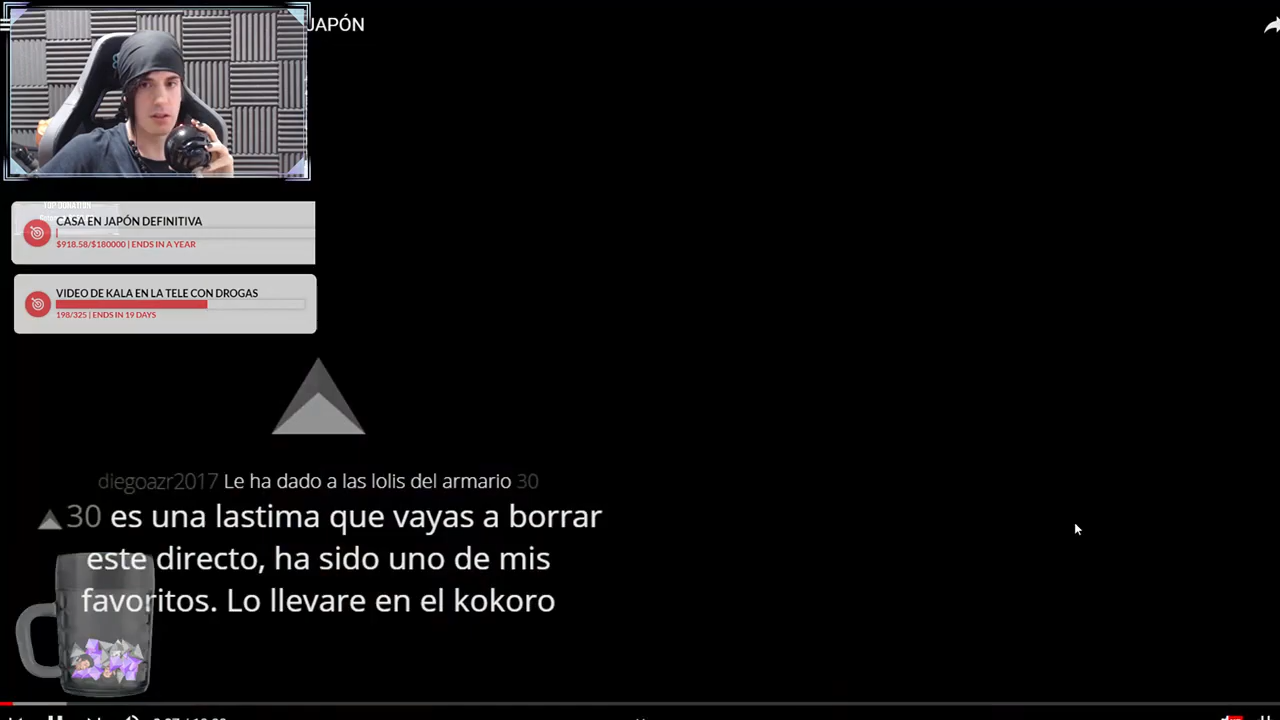 JAPÓN
TOP DONATION
CASA EN JAPÓN DEFINITIVA
$918.58/$180000 | ENDS IN A YEAR
VIDEO DE KALA EN LA TELE CON DROGAS
198/325 | ENDS IN 19 DAYS
diegoazr2017 Le ha dado a las lolis del armario 30
30 es una lastima que vayas a borrar
este directo, ha sido uno de mis
favoritos. Lo llevare en el kokoro